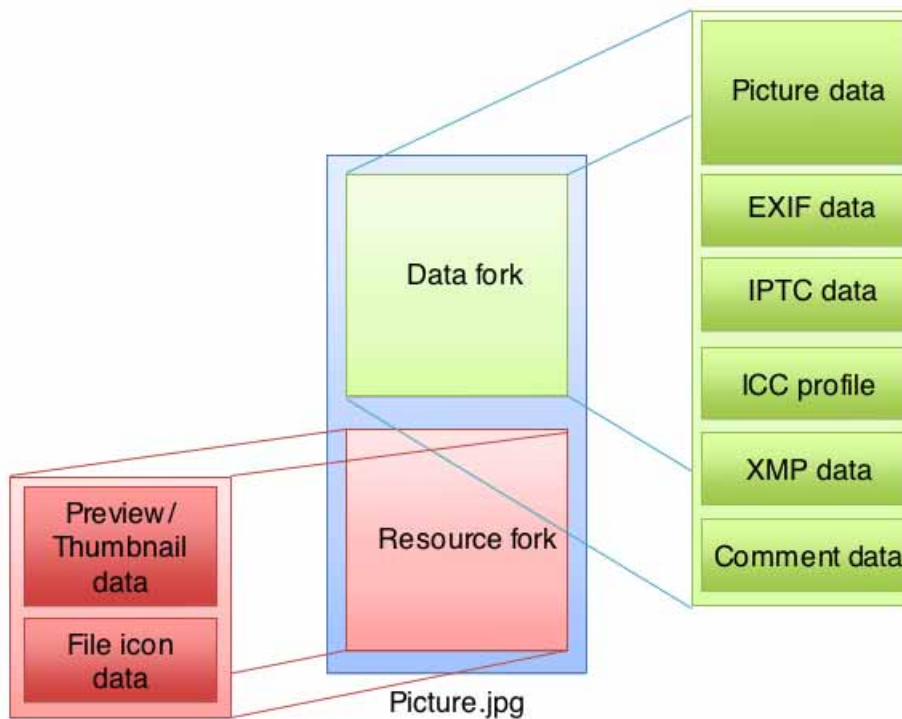 Picture data
EXIF data
IPTC data
ICC profile
XMP data
Comment data
Data fork
Resource fork
Preview/
Thumbnail
data
File icon
data
Picture.jpg